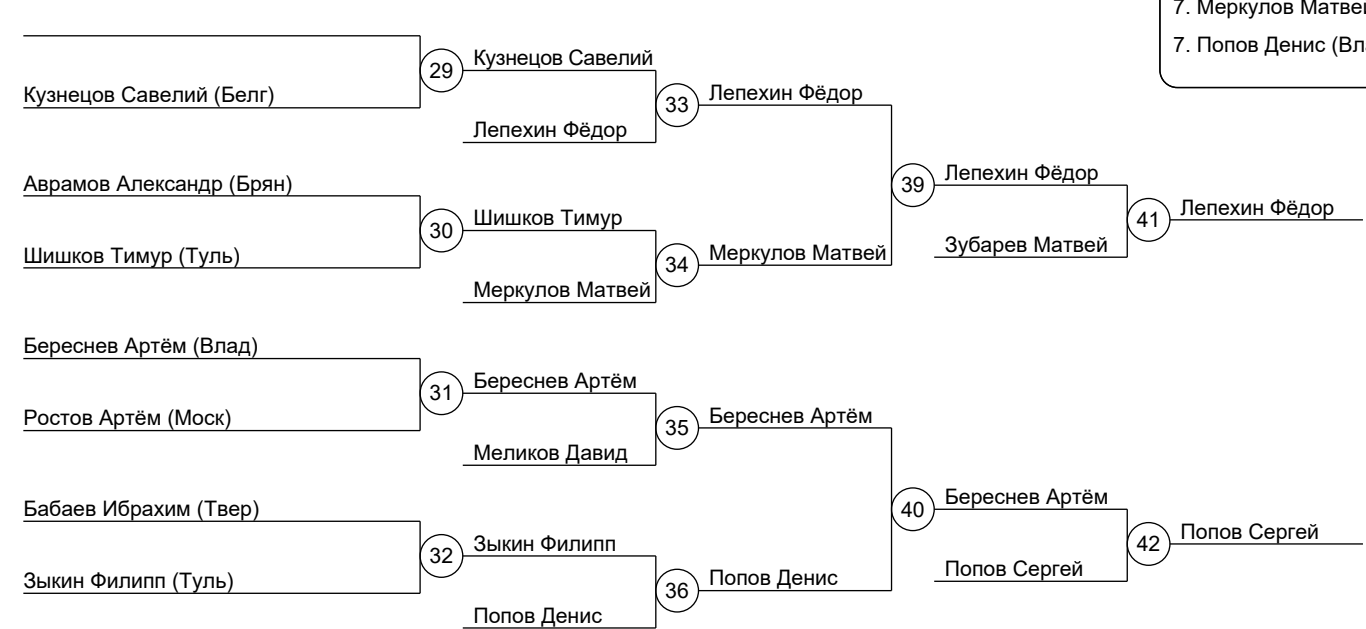 7. Меркулов Матвей
7. Попов Денис
Кузнецов Савелий
29
Кузнецов Савелий (Белг)
Лепехин Фёдор
33
Лепехин Фёдор
Аврамов Александр (Брян)
Лепехин Фёдор
39
Шишков Тимур
Лепехин Фёдор
41
30
Зубарев Матвей
Шишков Тимур (Туль)
Меркулов Матвей
34
Меркулов Матвей
Береснев Артём (Влад)
Береснев Артём
31
Ростов Артём (Моск)
Береснев Артём
35
Меликов Давид
Бабаев Ибрахим (Твер)
Береснев Артём
40
Зыкин Филипп
Попов Сергей
42
32
Попов Сергей
Зыкин Филипп (Туль)
Попов Денис
36
Попов Денис